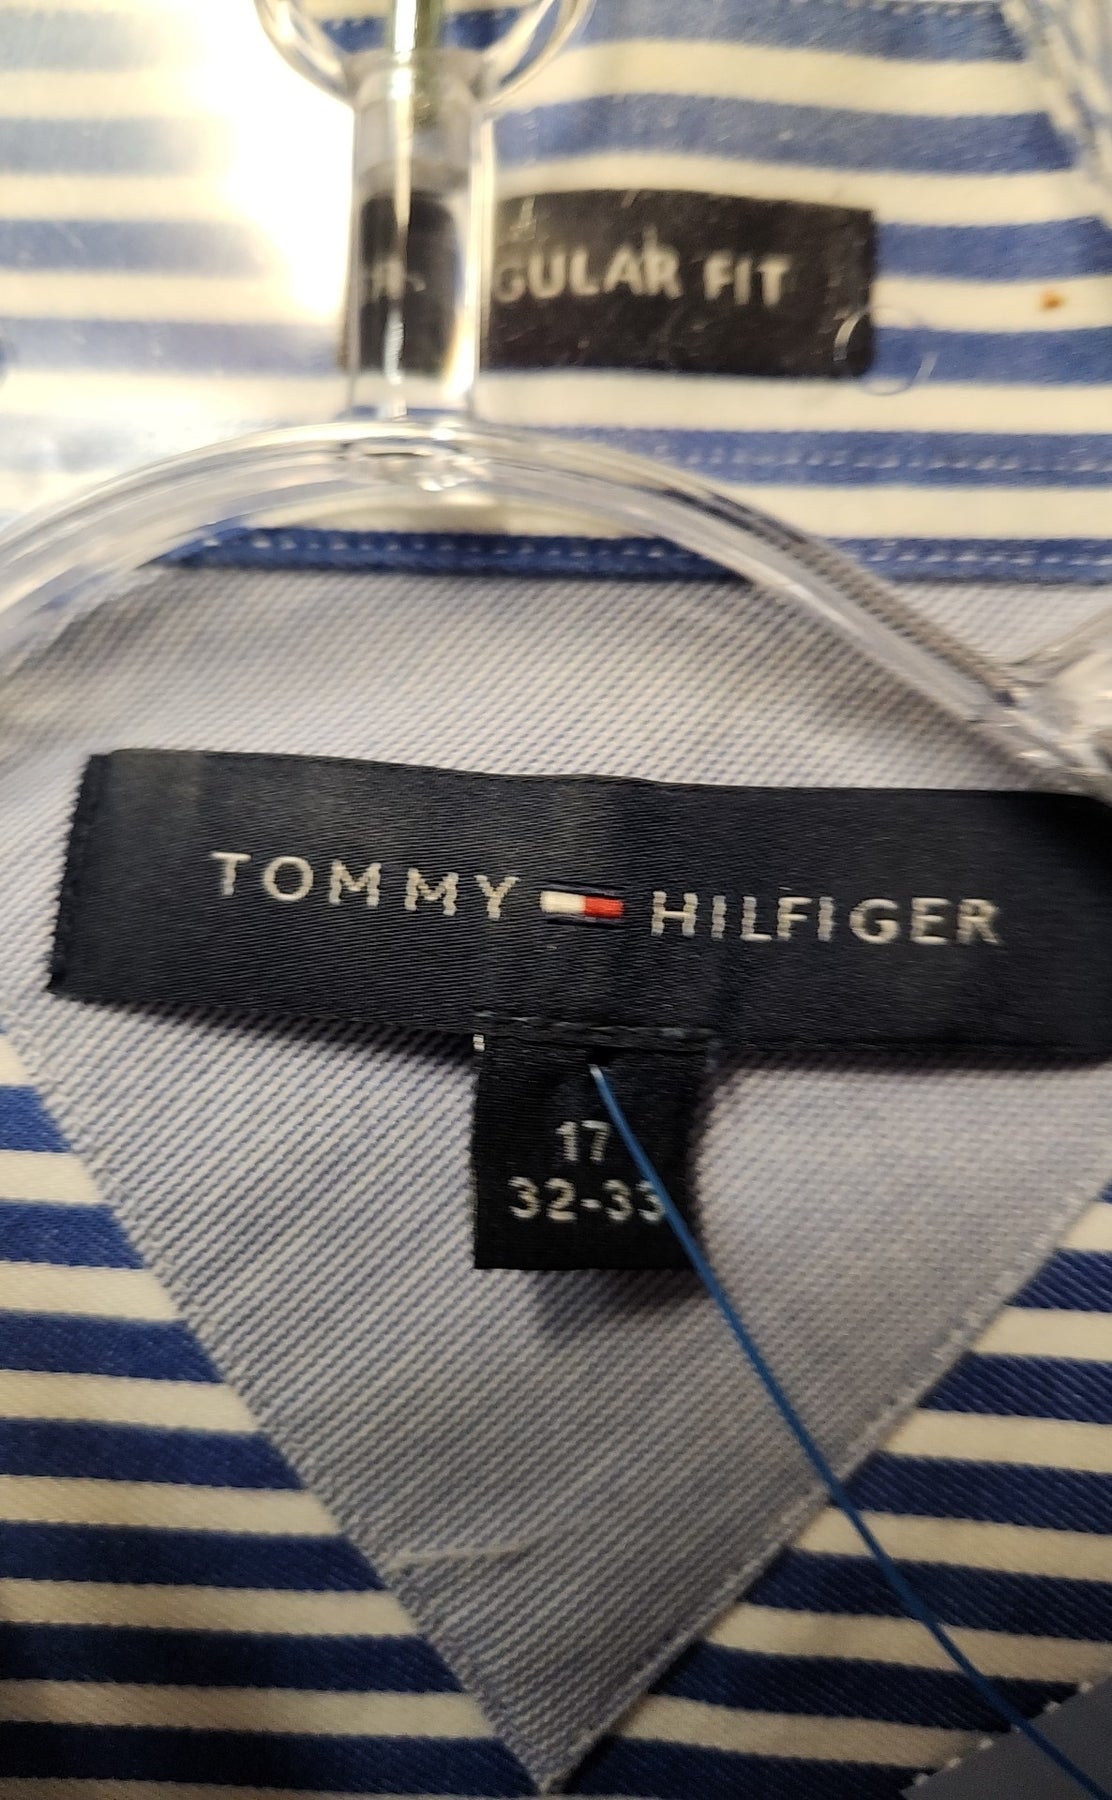 GULAR FIT
TOMMY HILFIGER
17
32-33